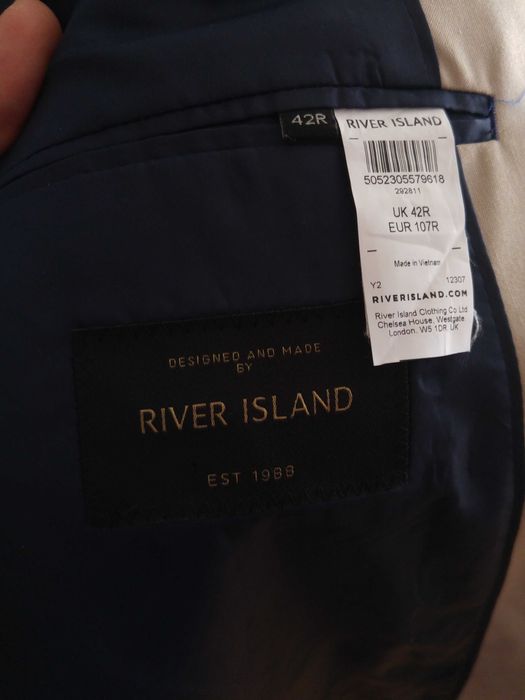 42R
RIVER ISLAND
5052305579618
292811
UK 42R
EUR 107R
Made in Vietnam
Y2 12307
RIVERISLAND.COM
River Island Clothing Co Ltd
Chelsea House, Westgate
London. W5 1DR UK
DESIGNED AND MADE
BY
RIVER ISLAND
EST 1988